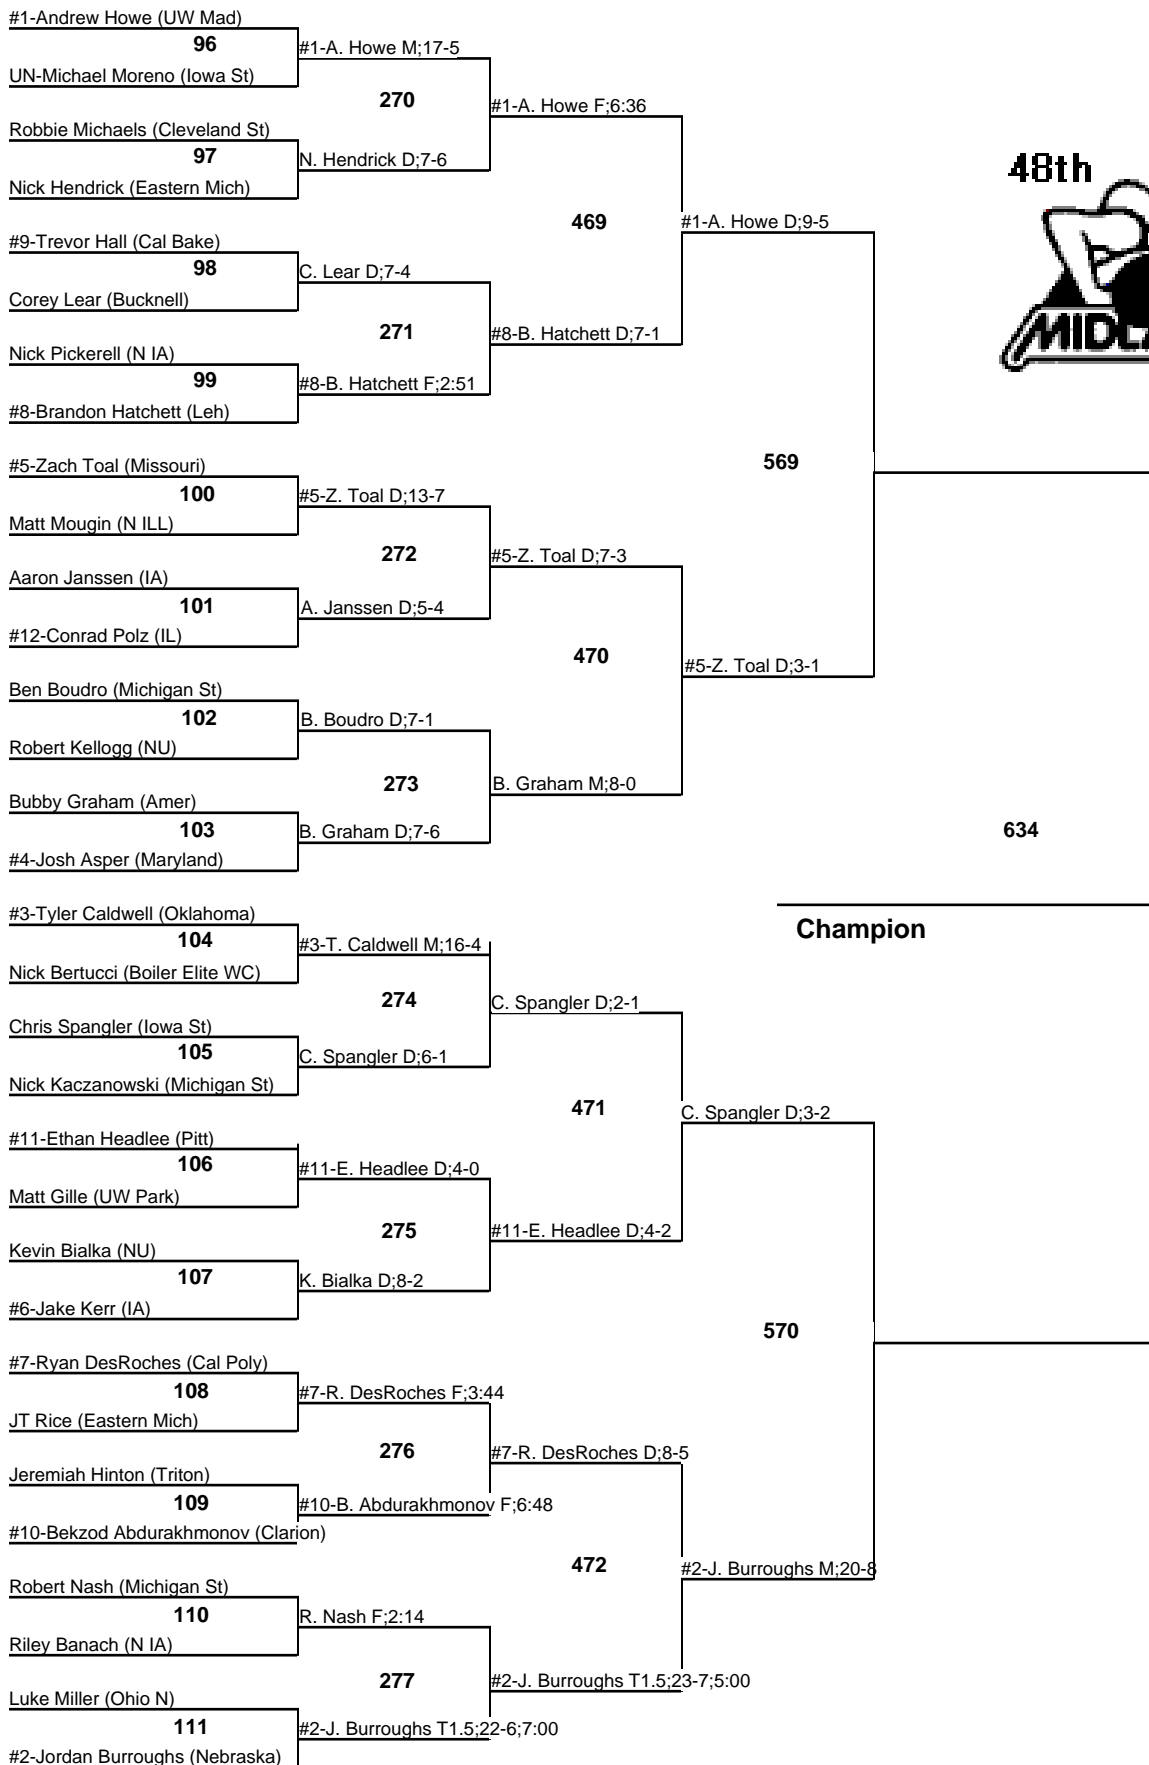 #1-Andrew Howe (UW Mad)
96
#1-A. Howe M;17-5
UN-Michael Moreno (Iowa St)
270
#1-A. Howe F;6:36
Robbie Michaels (Cleveland St)
97
N. Hendrick D;7-6
Nick Hendrick (Eastern Mich)
48th
469
#1-A. Howe D;9-5
#9-Trevor Hall (Cal Bake)
98
C. Lear D;7-4
Corey Lear (Bucknell)
271
#8-B. Hatchett D;7-1
Nick Pickerell (N IA)
99
#8-B. Hatchett F;2:51
#8-Brandon Hatchett (Leh)
569
#5-Zach Toal (Missouri)
100
#5-Z. Toal D;13-7
Matt Mougin (N ILL)
272
#5-Z. Toal D;7-3
Aaron Janssen (IA)
101
A. Janssen D;5-4
#12-Conrad Polz (IL)
470
#5-Z. Toal D;3-1
Ben Boudro (Michigan St)
102
B. Boudro D;7-1
Robert Kellogg (NU)
273
B. Graham M;8-0
Bubby Graham (Amer)
103
B. Graham D;7-6
#4-Josh Asper (Maryland)
634
Champion
#3-Tyler Caldwell (Oklahoma)
104
#3-T. Caldwell M;16-4
Nick Bertucci (Boiler Elite WC)
274
C. Spangler D;2-1
Chris Spangler (Iowa St)
105
C. Spangler D;6-1
Nick Kaczanowski (Michigan St)
471
C. Spangler D;3-2
#11-Ethan Headlee (Pitt)
106
#11-E. Headlee D;4-0
Matt Gille (UW Park)
275
#11-E. Headlee D;4-2
Kevin Bialka (NU)
107
K. Bialka D;8-2
#6-Jake Kerr (IA)
570
#7-Ryan DesRoches (Cal Poly)
108
#7-R. DesRoches F;3:44
JT Rice (Eastern Mich)
276
#7-R. DesRoches D;8-5
Jeremiah Hinton (Triton)
109
#10-B. Abdurakhmonov F;6:48
#10-Bekzod Abdurakhmonov (Clarion)
472
#2-J. Burroughs M;20-8
Robert Nash (Michigan St)
110
R. Nash F;2:14
Riley Banach (N IA)
277
#2-J. Burroughs T1.5;23-7;5:00
Luke Miller (Ohio N)
111
#2-J. Burroughs T1.5;22-6;7:00
#2-Jordan Burroughs (Nebraska)